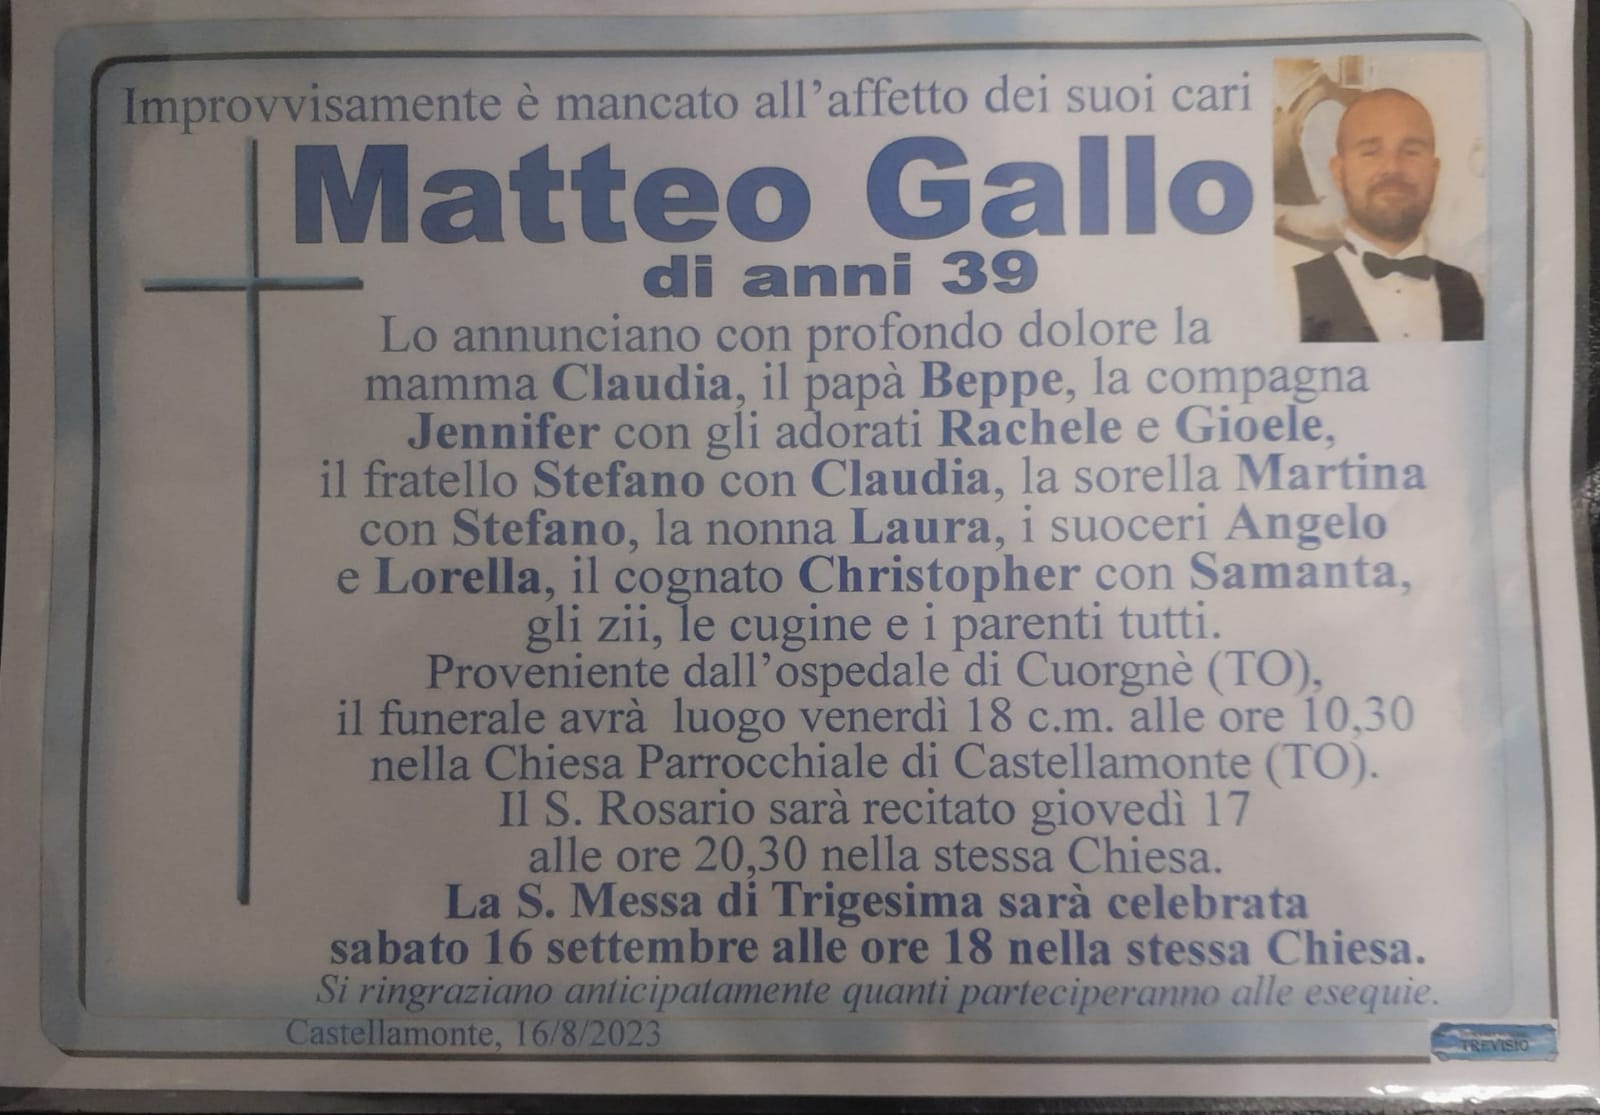 Improvvisamente è mancato all'affetto dei suoi cari
Matteo Gallo
di anni 39
Lo annunciano con profondo dolore la
mamma Claudia, il papà Beppe, la compagna
Jennifer con gli adorati Rachele e Gioele,
il fratello Stefano con Claudia, la sorella Martina
con Stefano, la nonna Laura, i suoceri Angelo
e Lorella, il cognato Christopher con Samanta,
gli zii, le cugine e i parenti tutti.
Proveniente dall'ospedale di Cuorgnè (TO),
il funerale avrà luogo venerdì 18 c.m. alle ore 10,30
nella Chiesa Parrocchiale di Castellamonte (TO).
Il S. Rosario sarà recitato giovedì 17
alle ore 20,30 nella stessa Chiesa.
La S. Messa di Trigesima sarà celebrata
sabato 16 settembre alle ore 18 nella stessa Chiesa.
Si ringraziano anticipatamente quanti parteciperanno alle esequie.
Castellamonte, 16/8/2023
TREVISIO